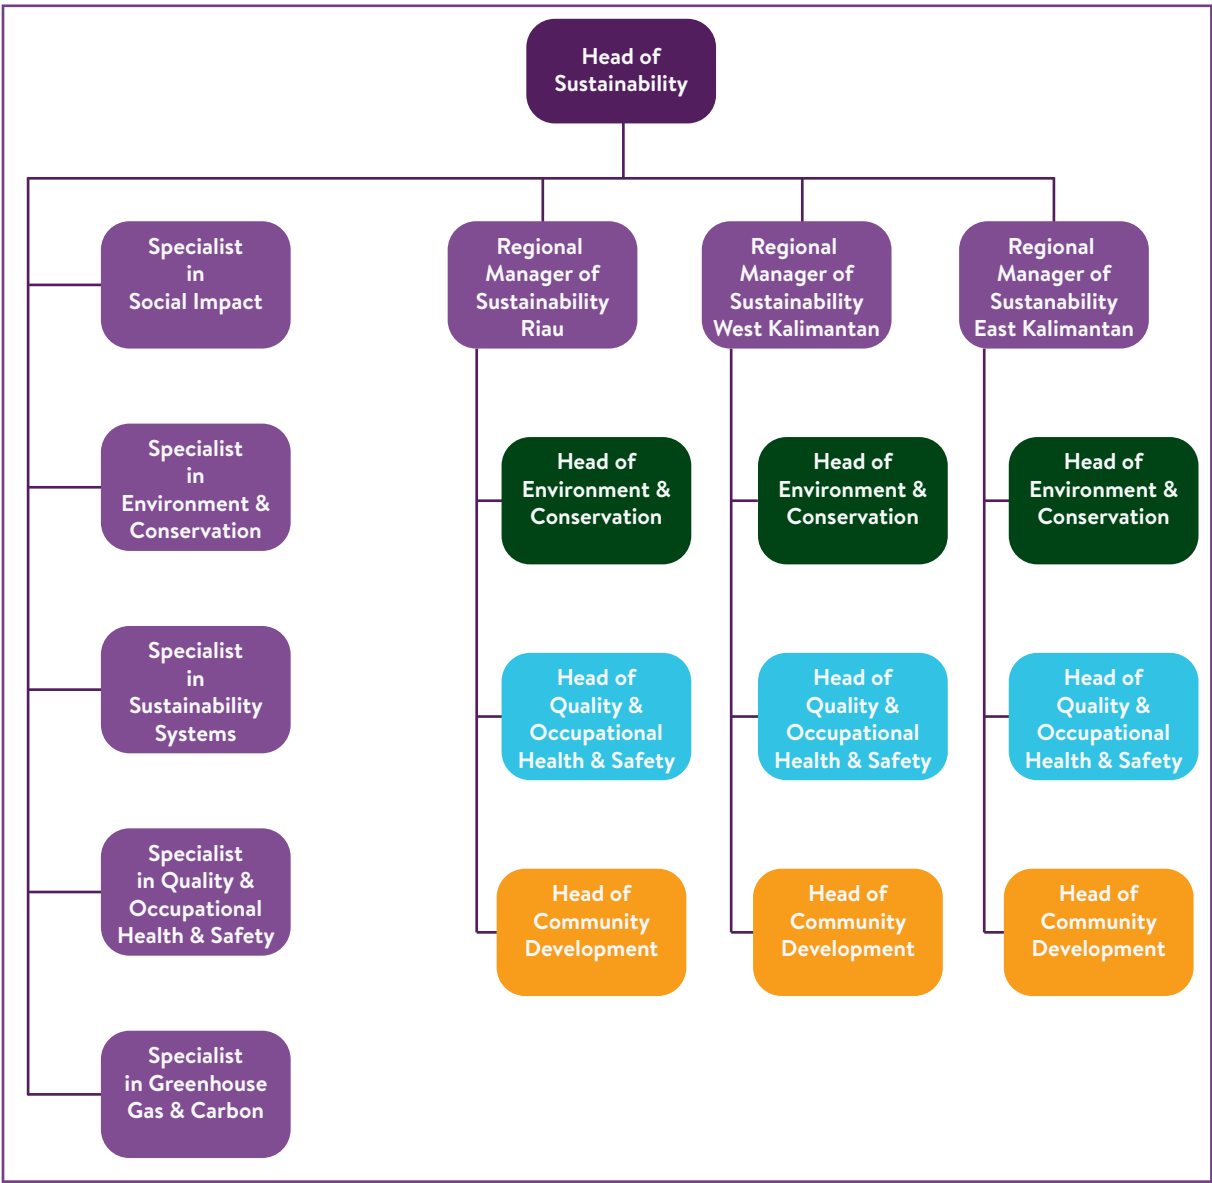 Head of
Sustainability
Specialist
in
Social Impact
Regional
Manager of
Sustainability
Riau
Regional
Manager of
Sustainability
West Kalimantan
Regional
Manager of
Sustanability
East Kalimantan
Specialist
in
Environment &
Conservation
Head of
Environment &
Conservation
Head of
Environment &
Conservation
Head of
Environment &
Conservation
Specialist
in
Sustainability
Systems
Head of
Quality &
Occupational
Health & Safety
Head of
Quality &
Occupational
Health & Safety
Head of
Quality &
Occupational
Health & Safety
Specialist
in Quality &
Occupational
Health & Safety
Head of
Community
Development
Head of
Community
Development
Head of
Community
Development
Specialist
in Greenhouse
Gas & Carbon